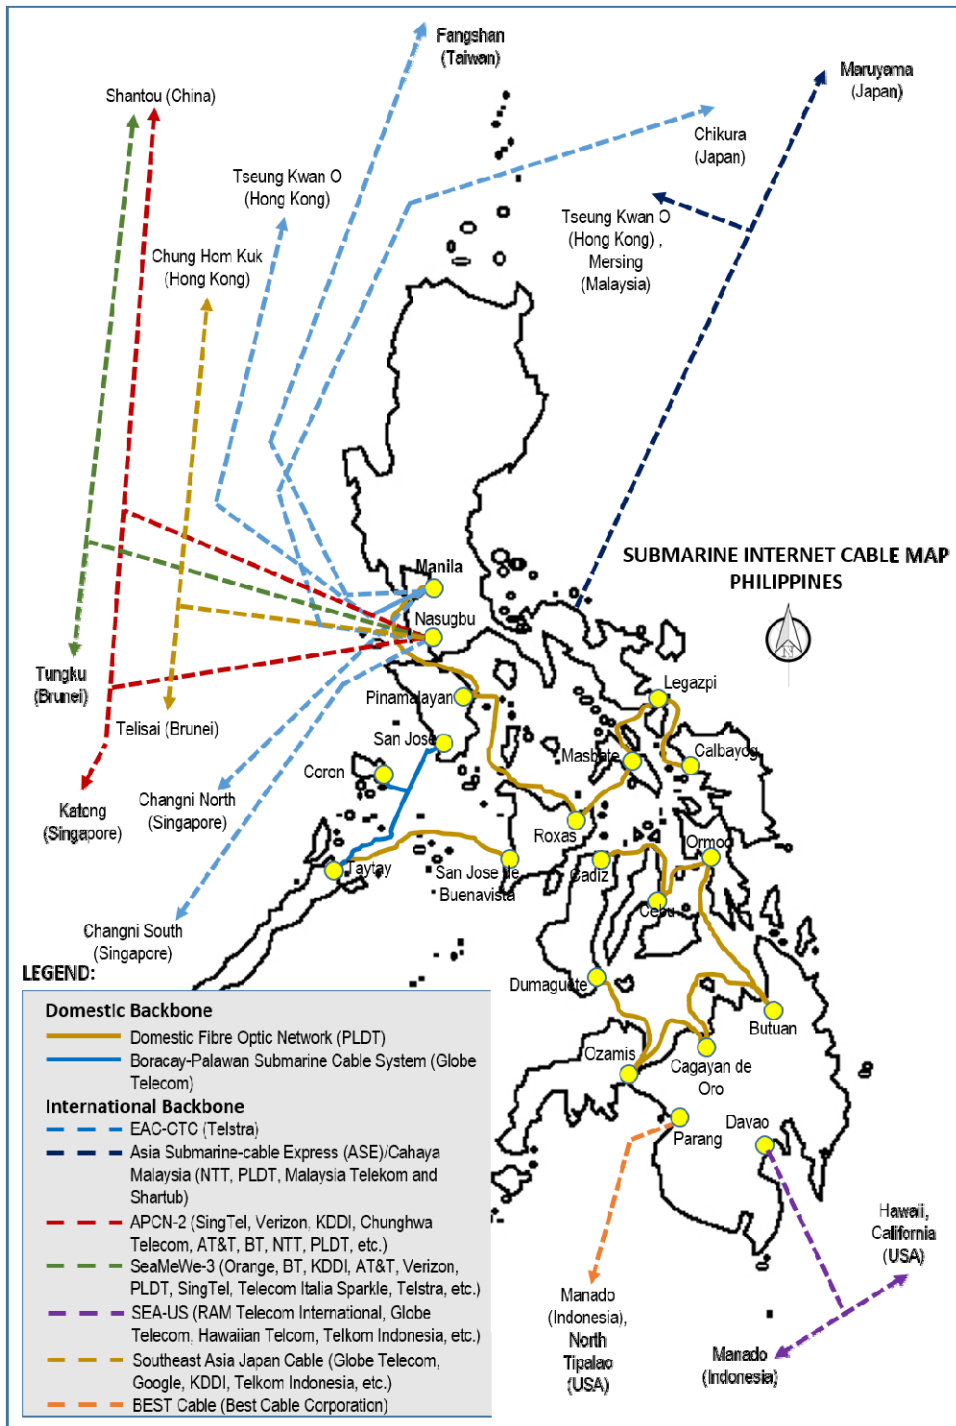 Fangshan
(Taiwan)
Maruyama
(Japan)
Shantou (China)
Chikura
(Japan)
Tseung Kwan O
(Hong Kong)
Tseung Kwan O
(Hong Kong) ,
Mersing
(Malaysia)
Chung Hom Kuk
(Hong Kong)
SUBMARINE INTERNET CABLE MAP
PHILIPPINES
N
Manila
Nasugbu
Tungku
(Brunei)
Telisai (Brunei)
Pinamalayan
Legazpi
San Jose
Coron
Masbate
Calbayog
Katong
(Singapore)
Changni North
(Singapore)
Roxas
Ormoc
Taytay
San Jose de
Buenavista
Cadiz
Cebu
Changni South
(Singapore)
Dumaguete
Butuan
Ozamis
Cagayan de
Oro
Parang
Davao
Hawaii,
California
(USA)
Manado
(Indonesia),
North
Tipalao
(USA)
Manado
(Indonesia)
LEGEND:
Domestic Backbone
Domestic Fibre Optic Network (PLDT)
Boracay-Palawan Submarine Cable System (Globe
Telecom)
International Backbone
EAC-CTC (Telstra)
Asia Submarine-cable Express (ASE)/Cahaya
Malaysia (NTT, PLDT, Malaysia Telekom and
Shartub)
APCN-2 (SingTel, Verizon, KDDI, Chunghwa
Telecom, AT&T, BT, NTT, PLDT, etc.)
SeaMeWe-3 (Orange, BT, KDDI, AT&T, Verizon,
PLDT, SingTel, Telecom Italia Sparkle, Telstra, etc.)
SEA-US (RAM Telecom International, Globe
Telecom, Hawaiian Telcom, Telkom Indonesia, etc.)
Southeast Asia Japan Cable (Globe Telecom,
Google, KDDI, Telkom Indonesia, etc.)
BEST Cable (Best Cable Corporation)